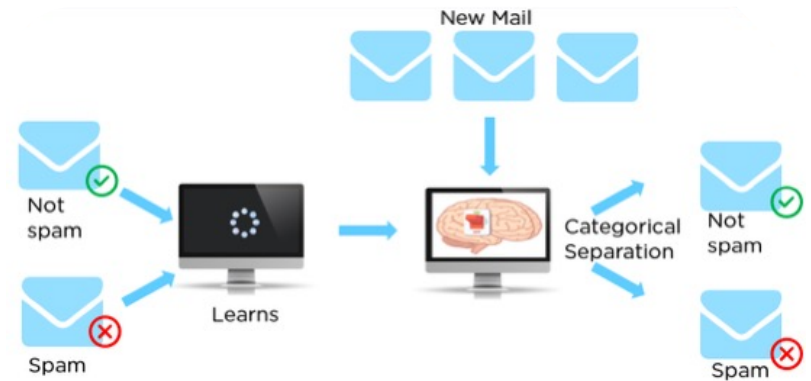 New Mail
Not
spam
Spam
Learns
Categorical
Separation
Not
spam
Spam